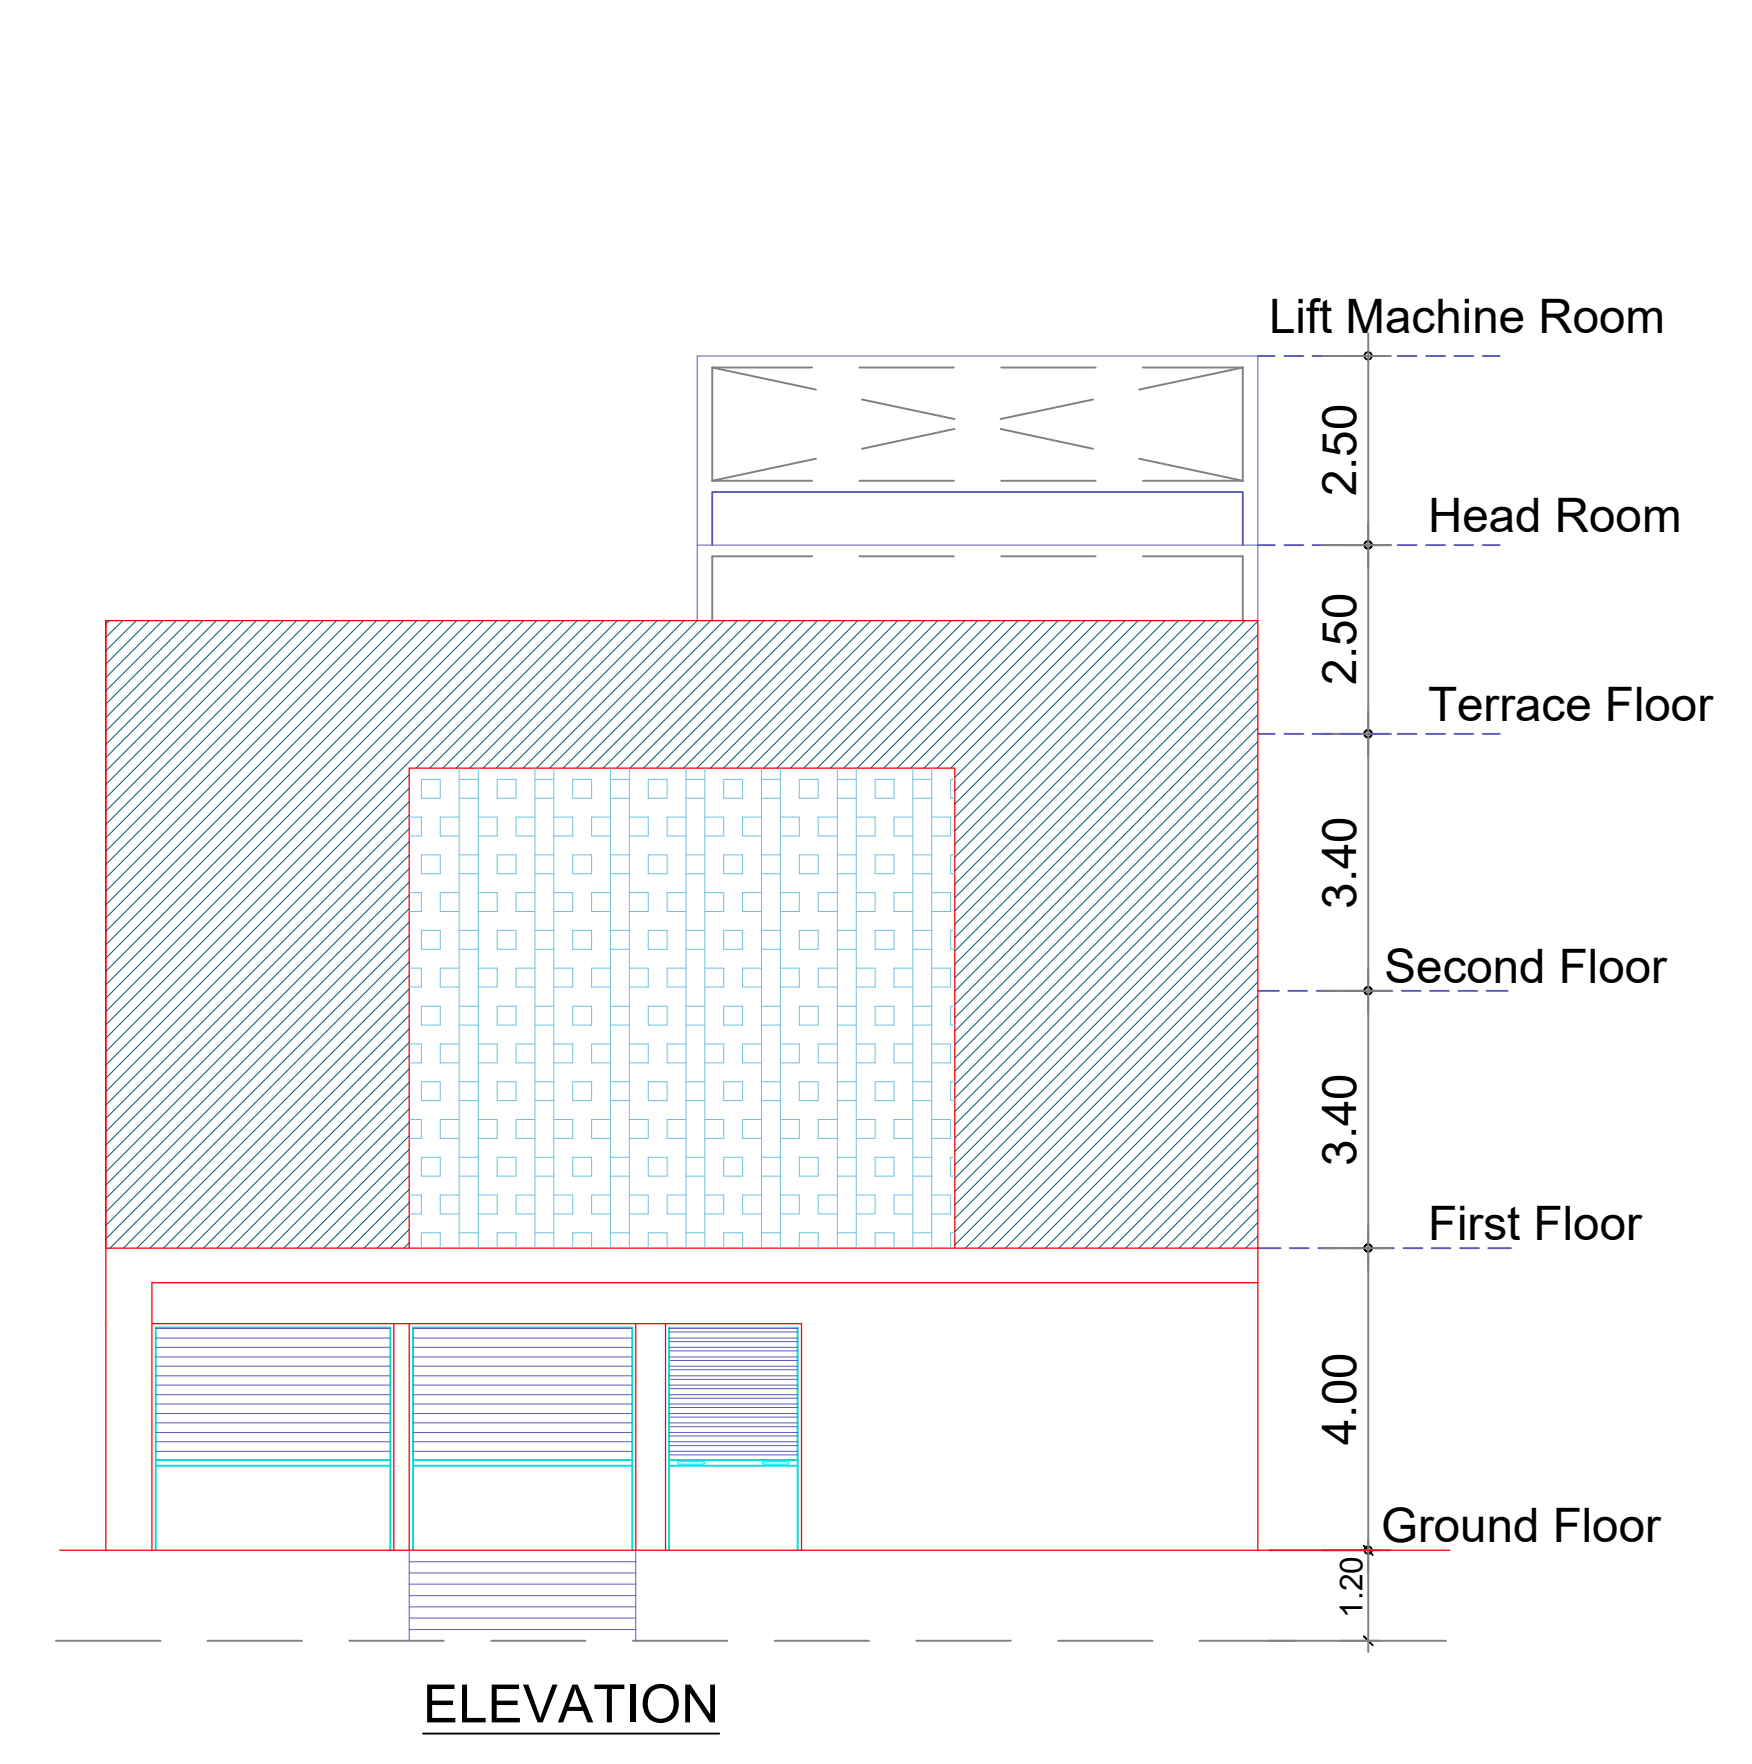 Lift Machine Room
2.50
Head Room
2.50
Terrace Floor
3.40
Second Floor
3.40
First Floor
4.00
Ground Floor
1.20
ELEVATION